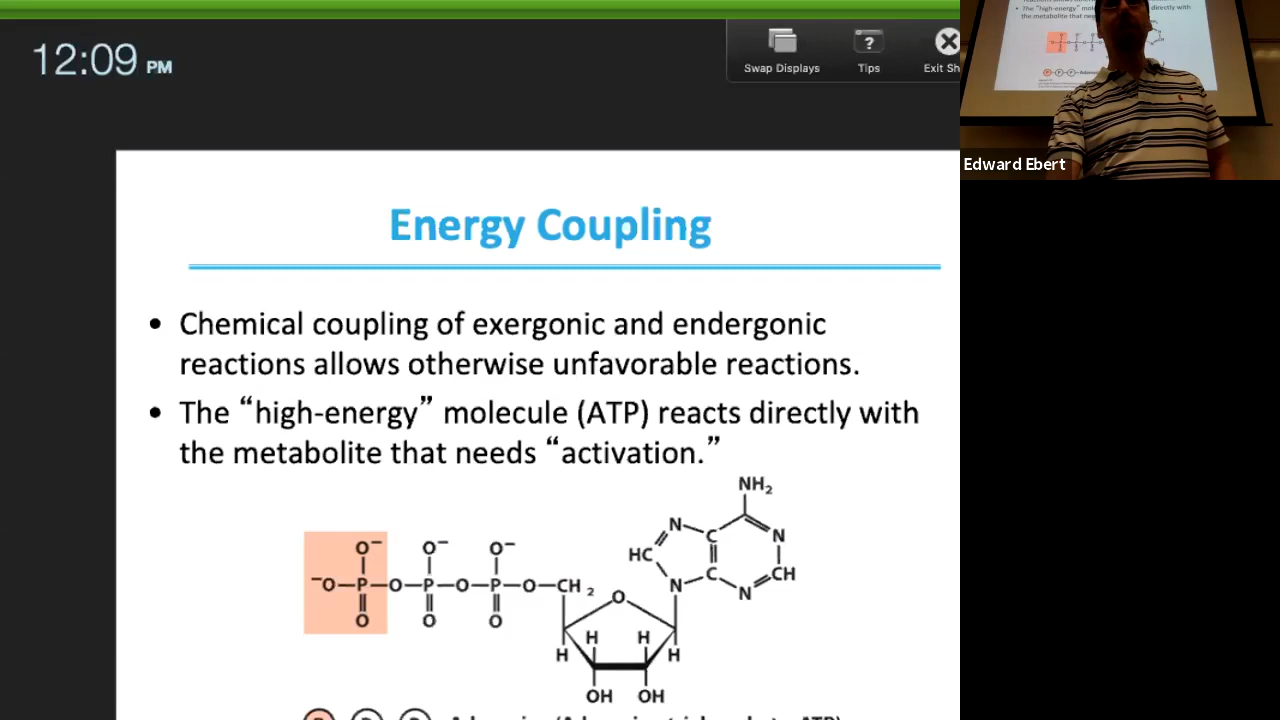 12:09 PM
Swap Displays
Tips
Exit Sh
Edward Ebert
Energy Coupling
• Chemical coupling of exergonic and endergonic
reactions allows otherwise unfavorable reactions.
• The “high-energy” molecule (ATP) reacts directly with
the metabolite that needs “activation.”
NH2
N
C
N
HC
C
CH
N
N
O– O– O–
–O–P–O–P–O–P–O–CH2
O
O O O
H H
H H
OH OH